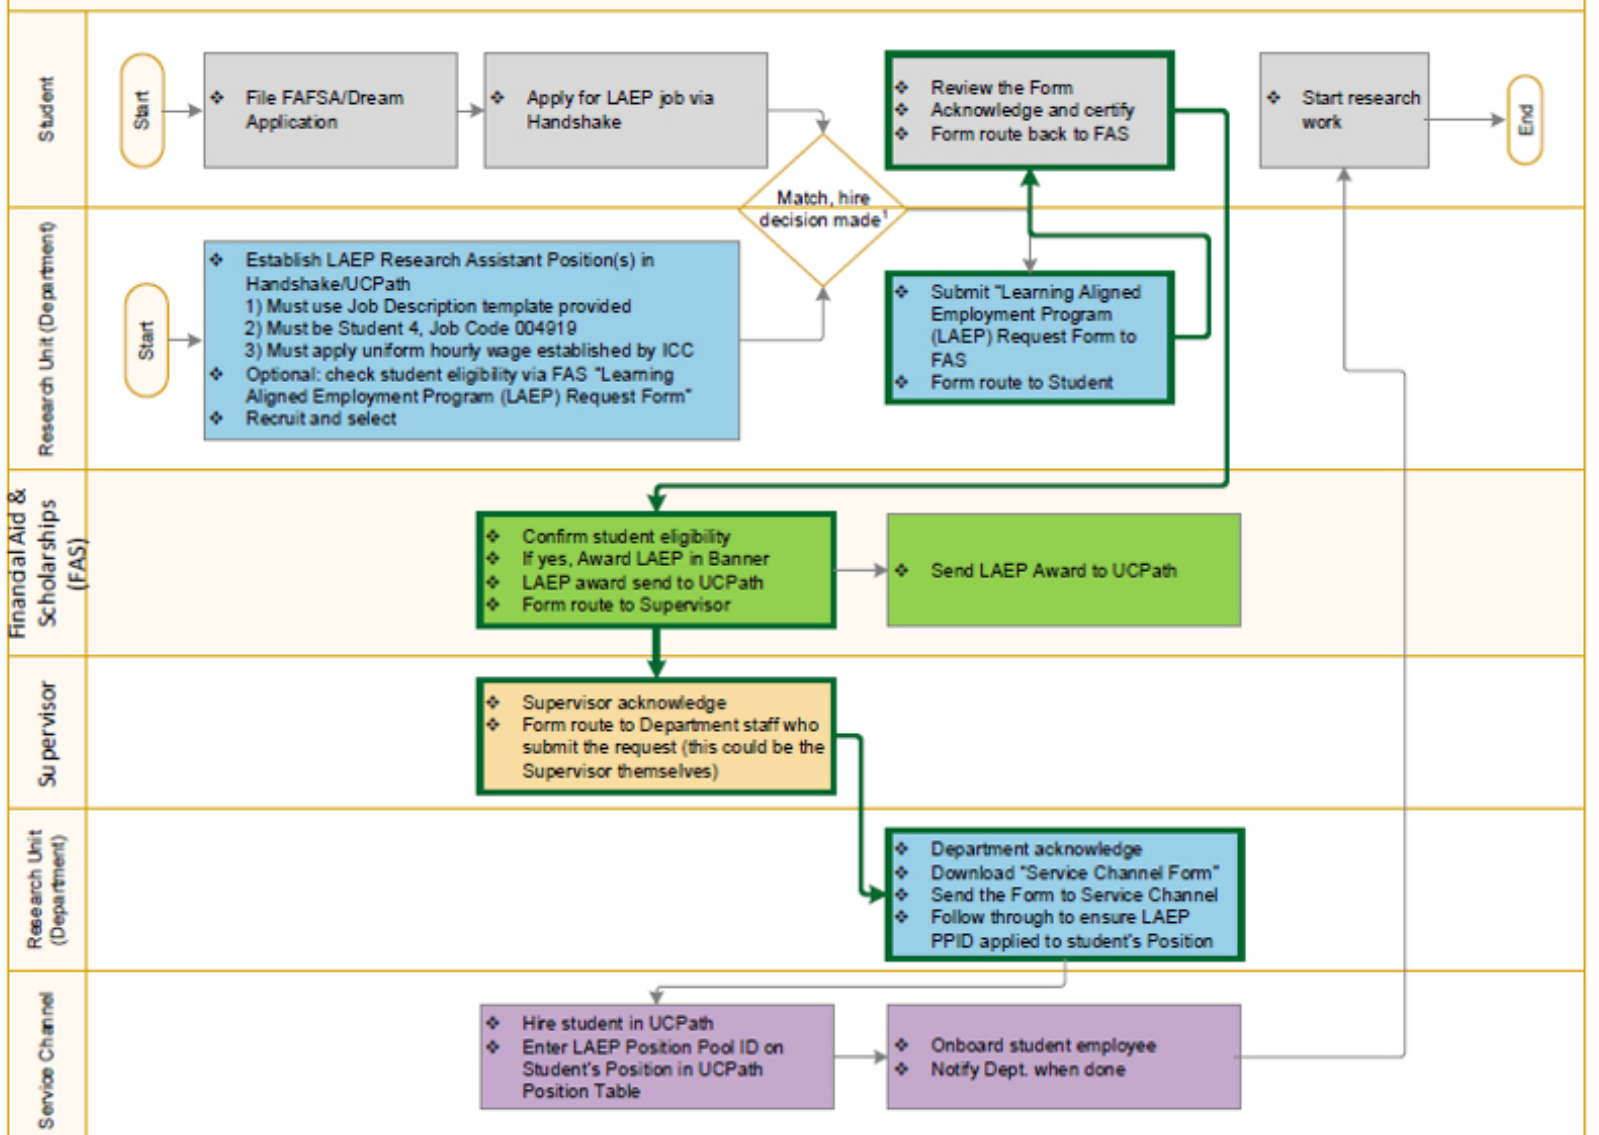 Student
Start
❖ File FAFSA/Dream
Application
❖ Apply for LAEP job via
Handshake
Match, hire
decision made¹
❖ Review the Form
❖ Acknowledge and certify
❖ Form route back to FAS
❖ Start research
work
End
Research Unit (Department)
Start
❖ Establish LAEP Research Assistant Position(s) in
Handshake/UCPath
1) Must use Job Description template provided
2) Must be Student 4, Job Code 004919
3) Must apply uniform hourly wage established by ICC
❖ Optional: check student eligibility via FAS "Learning
Aligned Employment Program (LAEP) Request Form"
❖ Recruit and select
❖ Submit "Learning Aligned
Employment Program
(LAEP) Request Form to
FAS
❖ Form route to Student
Financial Aid &
Scholarships
(FAS)
❖ Confirm student eligibility
❖ If yes, Award LAEP in Banner
❖ LAEP award send to UCPath
❖ Form route to Supervisor
❖ Send LAEP Award to UCPath
Supervisor
❖ Supervisor acknowledge
❖ Form route to Department staff who
submit the request (this could be the
Supervisor themselves)
Research Unit
(Department)
❖ Department acknowledge
❖ Download "Service Channel Form"
❖ Send the Form to Service Channel
❖ Follow through to ensure LAEP
PPID applied to student's Position
Service Channel
❖ Hire student in UCPath
❖ Enter LAEP Position Pool ID on
Student's Position in UCPath
Position Table
❖ Onboard student employee
❖ Notify Dept. when done